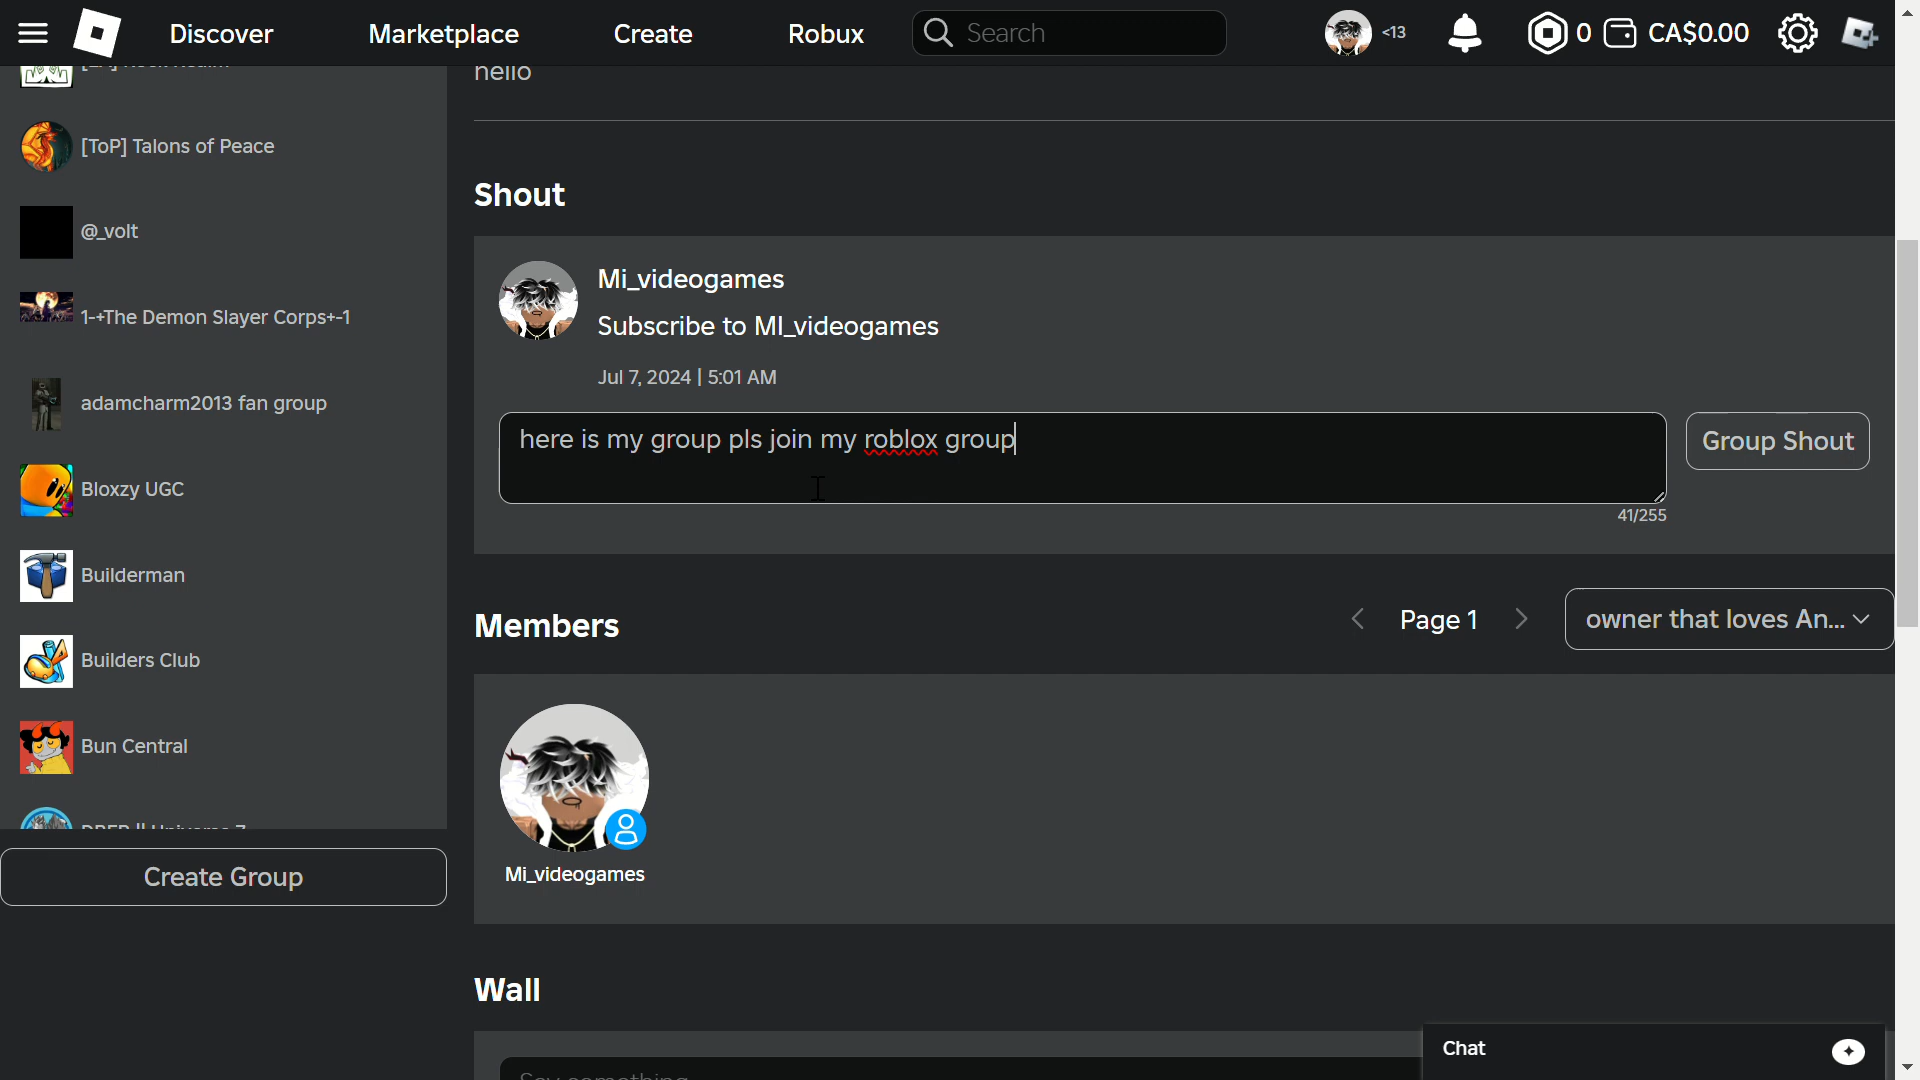 Discover Marketplace Create Robux Search <13 0 CA$0.00
hello
[ToP] Talons of Peace
@_volt
1-+The Demon Slayer Corps+-1
adamcharm2013 fan group
Bloxzy UGC
Builderman
Builders Club
Bun Central
Create Group
Shout
Mi_videogames
Subscribe to MI_videogames
Jul 7, 2024 | 5:01 AM
here is my group pls join my roblox group
Group Shout
41/255
Members
Page 1
owner that loves An...
Mi_videogames
Wall
Say something
Chat